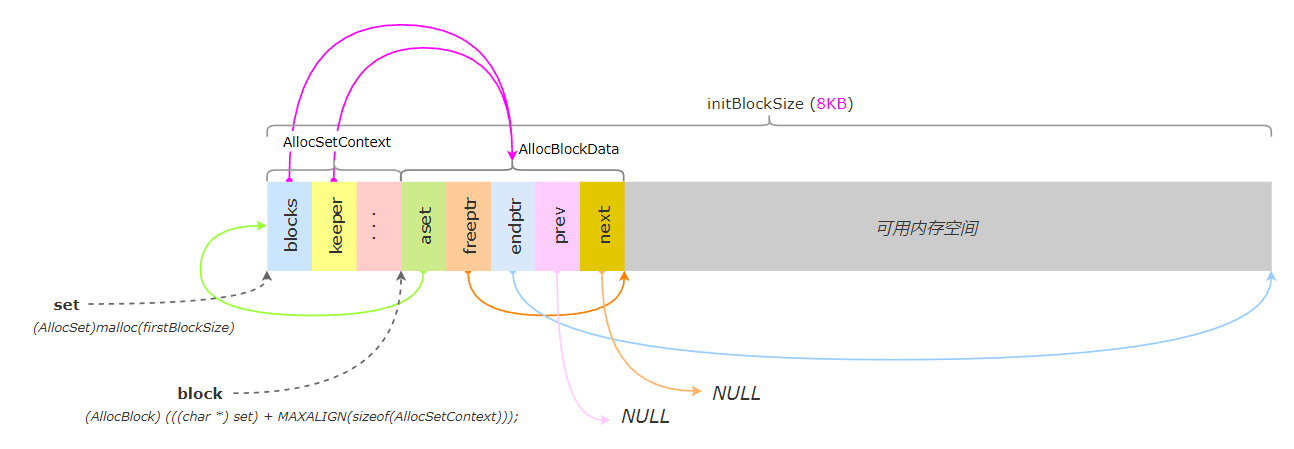 initBlockSize (8KB)
AllocSetContext
AllocBlockData
blocks
keeper
. . .
aset
freeptr
endptr
prev
next
可用内存空间
set
(AllocSet)malloc(firstBlockSize)
block
(AllocBlock) (((char *) set) + MAXALIGN(sizeof(AllocSetContext)));
NULL
NULL